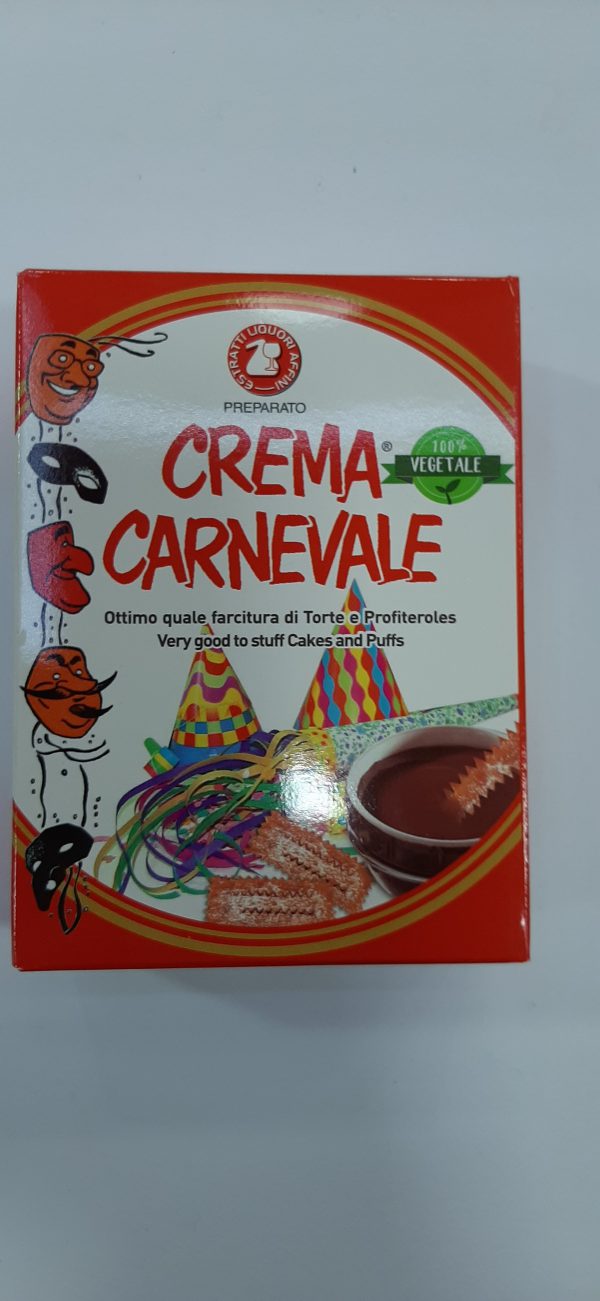 ESTRATTI LIQUORI AFFINI
PREPARATO
CREMA®
CARNEVALE
100%
VEGETALE
Ottimo quale farcitura di Torte e Profiteroles
Very good to stuff Cakes and Puffs